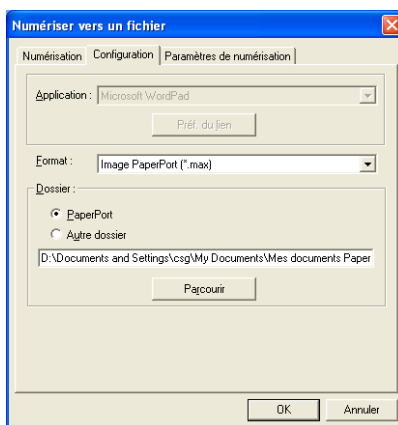 Numériser vers un fichier
Numérisation Configuration Paramètres de numérisation
Application : Microsoft WordPad
Préf. du lien
Format : Image PaperPort (*.max)
Dossier :
PaperPort
Autre dossier
D:\Documents and Settings\csg\My Documents\Mes documents Paper
Parcourir
OK Annuler